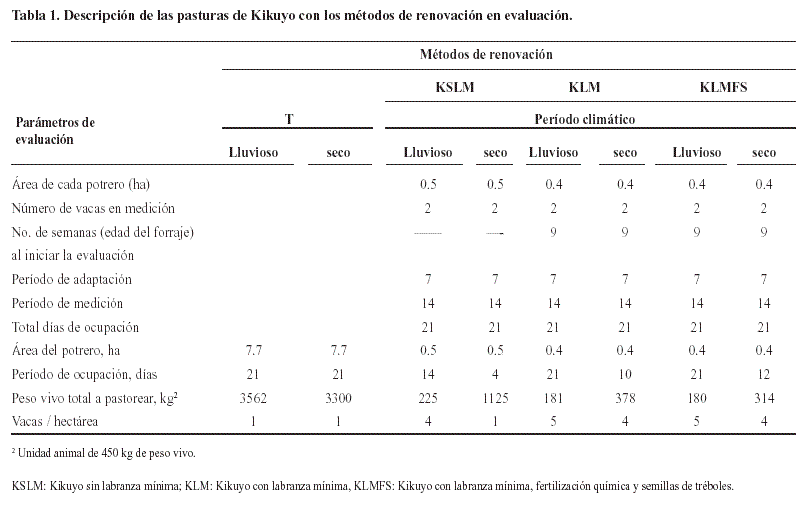 Tabla 1. Descripción de las pasturas de Kikuyo con los métodos de renovación en evaluación.
Métodos de renovación
KSLM KLM KLMFS
Parámetros de T Período climático
evaluación
Lluvioso seco Lluvioso seco Lluvioso seco Lluvioso seco
Área de cada potrero (ha) 0.5 0.5 0.4 0.4 0.4 0.4
Número de vacas en medición 2 2 2 2 2 2
No. de semanas (edad del forraje) —— —— 9 9 9 9
al iniciar la evaluación
Período de adaptación 7 7 7 7 7 7
Período de medición 14 14 14 14 14 14
Total días de ocupación 21 21 21 21 21 21
Área del potrero, ha 7.7 7.7 0.5 0.5 0.4 0.4 0.4 0.4
Período de ocupación, días 21 21 14 4 21 10 21 12
Peso vivo total a pastorear, kg² 3562 3300 225 1125 181 378 180 314
Vacas / hectárea 1 1 4 1 5 4 5 4
² Unidad animal de 450 kg de peso vivo.
KSLM: Kikuyo sin labranza mínima; KLM: Kikuyo con labranza mínima, KLMFS: Kikuyo con labranza mínima, fertilización química y semillas de tréboles.